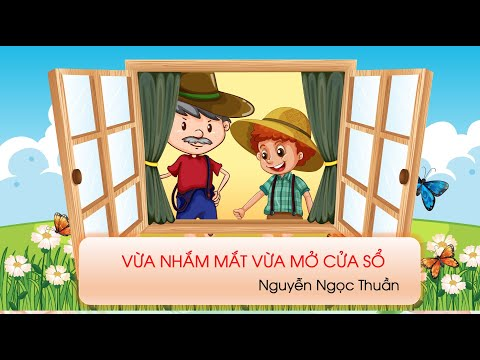 VỪA NHẮM MẮT VỪA MỞ CỬA SỔ
Nguyễn Ngọc Thuần